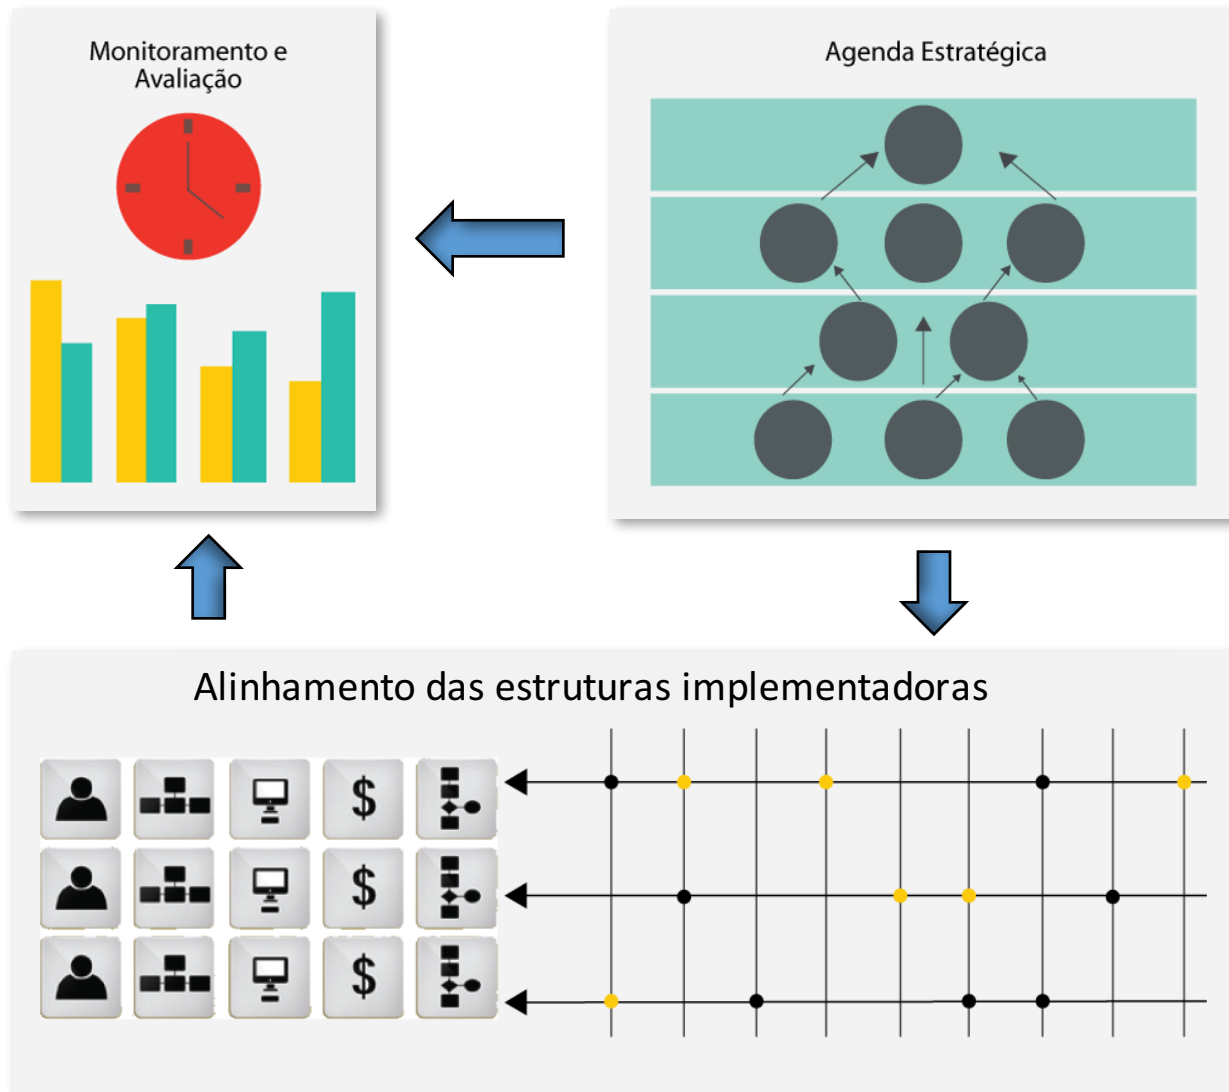 Monitoramento e
Avaliação
Agenda Estratégica
Alinhamento das estruturas implementadoras
$
$
$